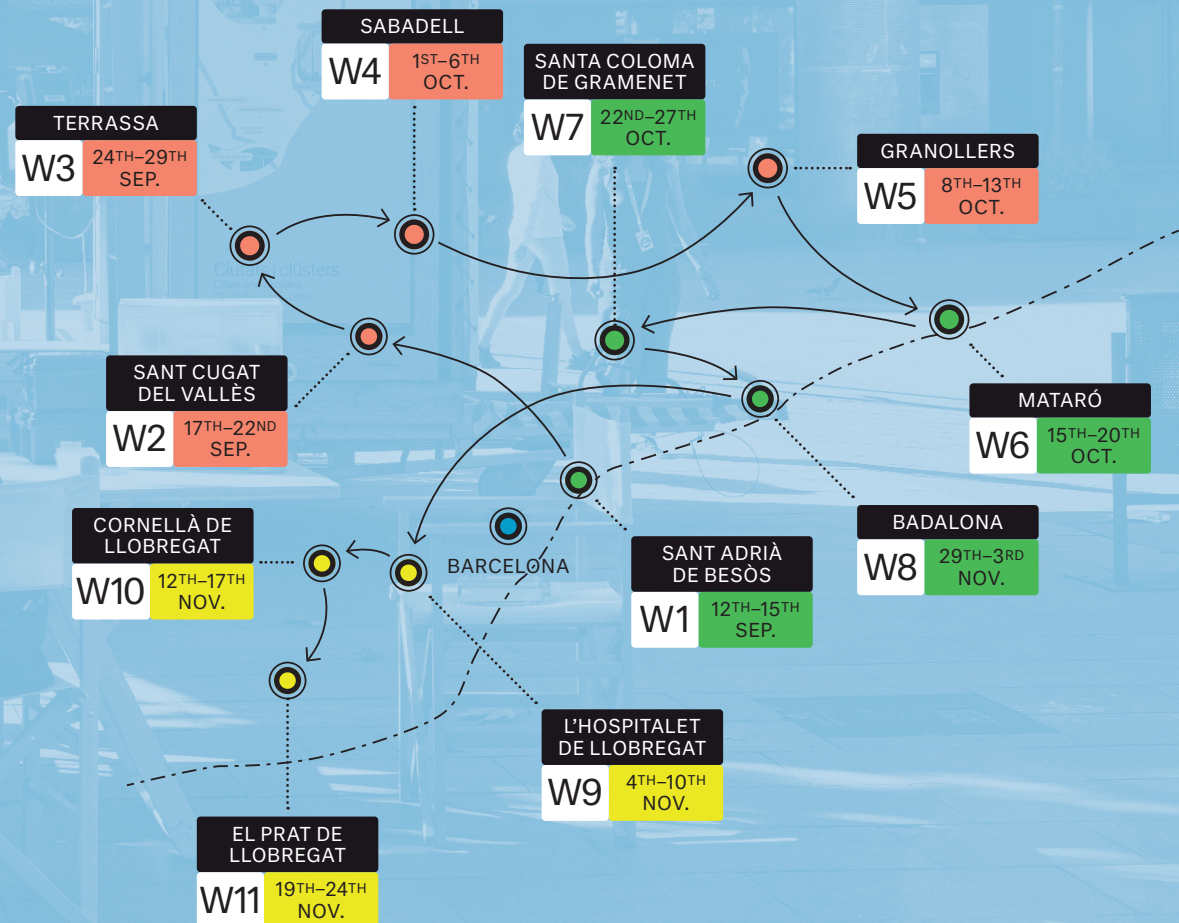 SABADELL
W4
1ST–6TH
OCT.
SANTA COLOMA
DE GRAMENET
W7
22ND–27TH
OCT.
TERRASSA
W3
24TH–29TH
SEP.
GRANOLLERS
W5
8TH–13TH
OCT.
Ciutats i clústers
SANT CUGAT
DEL VALLÈS
W2
17TH–22ND
SEP.
MATARÓ
W6
15TH–20TH
OCT.
CORNELLÀ DE
LLOBREGAT
W10
12TH–17TH
NOV.
BARCELONA
SANT ADRIÀ
DE BESÒS
W1
12TH–15TH
SEP.
BADALONA
W8
29TH–3RD
NOV.
L’HOSPITALET
DE LLOBREGAT
W9
4TH–10TH
NOV.
EL PRAT DE
LLOBREGAT
W11
19TH–24TH
NOV.